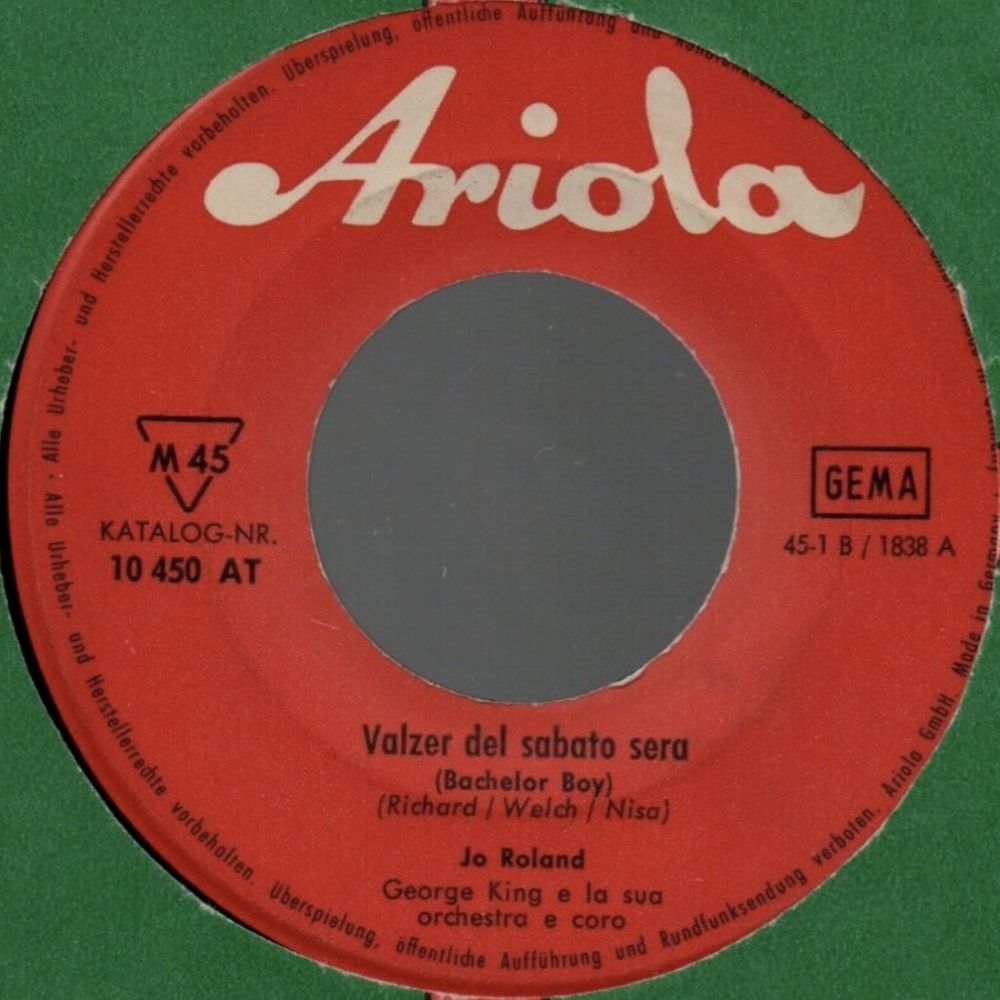 Ariola
M 45
KATALOG-NR.
10 450 AT
GEMA
45-1 B / 1838 A
Valzer del sabato sera
(Bachelor Boy)
(Richard / Welch / Nisa)
Jo Roland
George King e la sua
orchestra e coro
Alle Urheber- und Herstellerrechte vorbehalten. Überspielung, öffentliche Aufführung und
Alle Urheber- und Herstellerrechte vorbehalten. Überspielung, öffentliche Aufführung und Rundfunksendung verboten. Ariola GmbH. Made in Germany